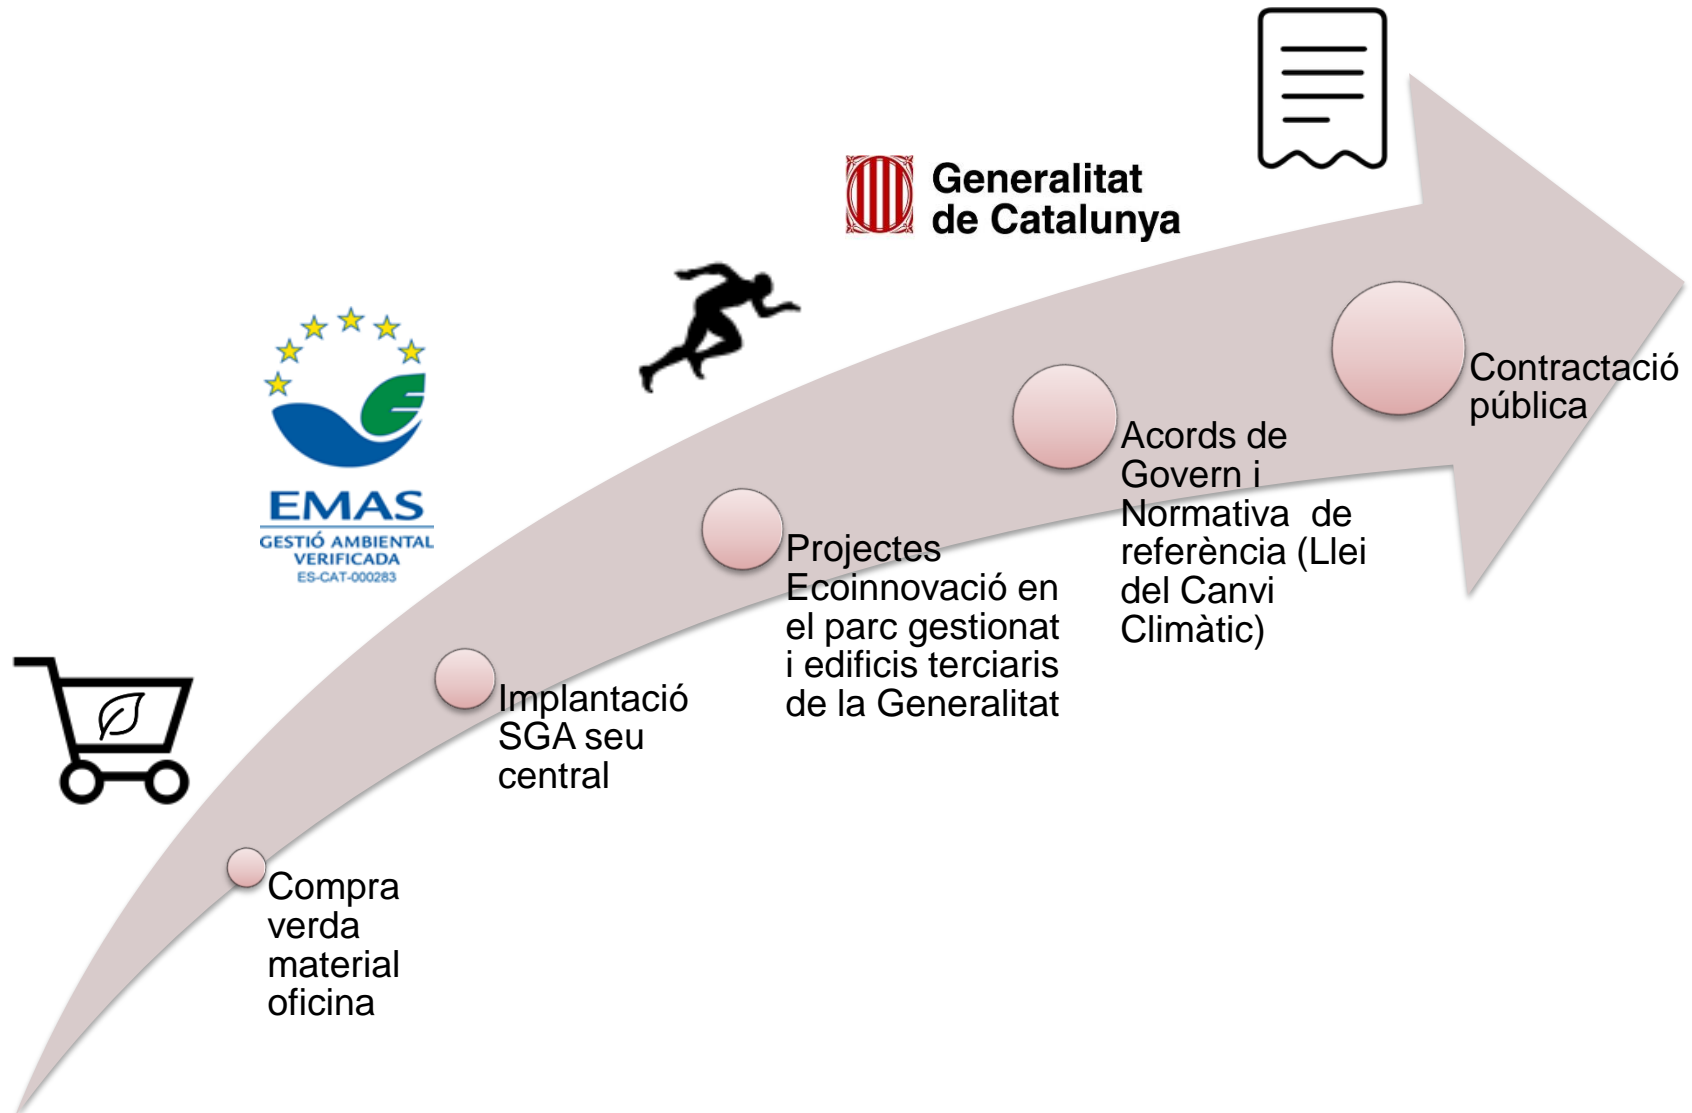 Generalitat
de Catalunya
EMAS
GESTIÓ AMBIENTAL
VERIFICADA
ES-CAT-000283
Compra
verda
material
oficina
Implantació
SGA seu
central
Projectes
Ecoinnovació en
el parc gestionat
i edificis terciaris
de la Generalitat
Acords de
Govern i
Normativa  de
referència (Llei
del Canvi
Climàtic)
Contractació
pública